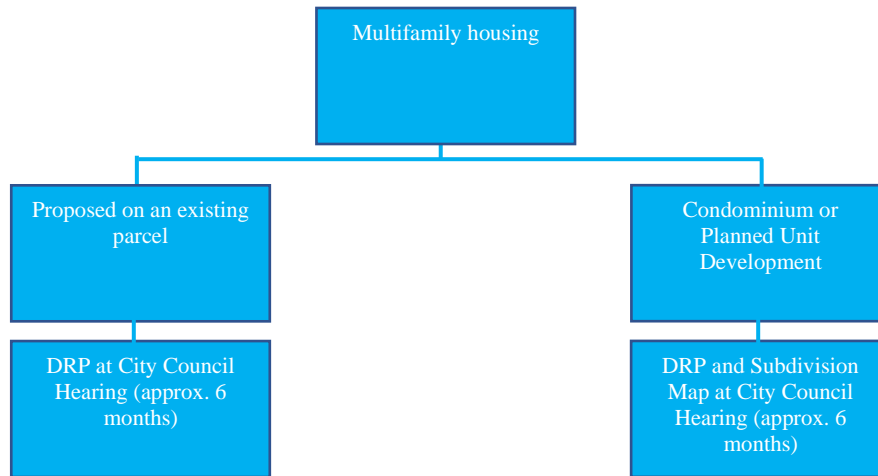 Multifamily housing
Proposed on an existing
parcel
Condominium or
Planned Unit
Development
DRP at City Council
Hearing (approx. 6
months)
DRP and Subdivision
Map at City Council
Hearing (approx. 6
months)